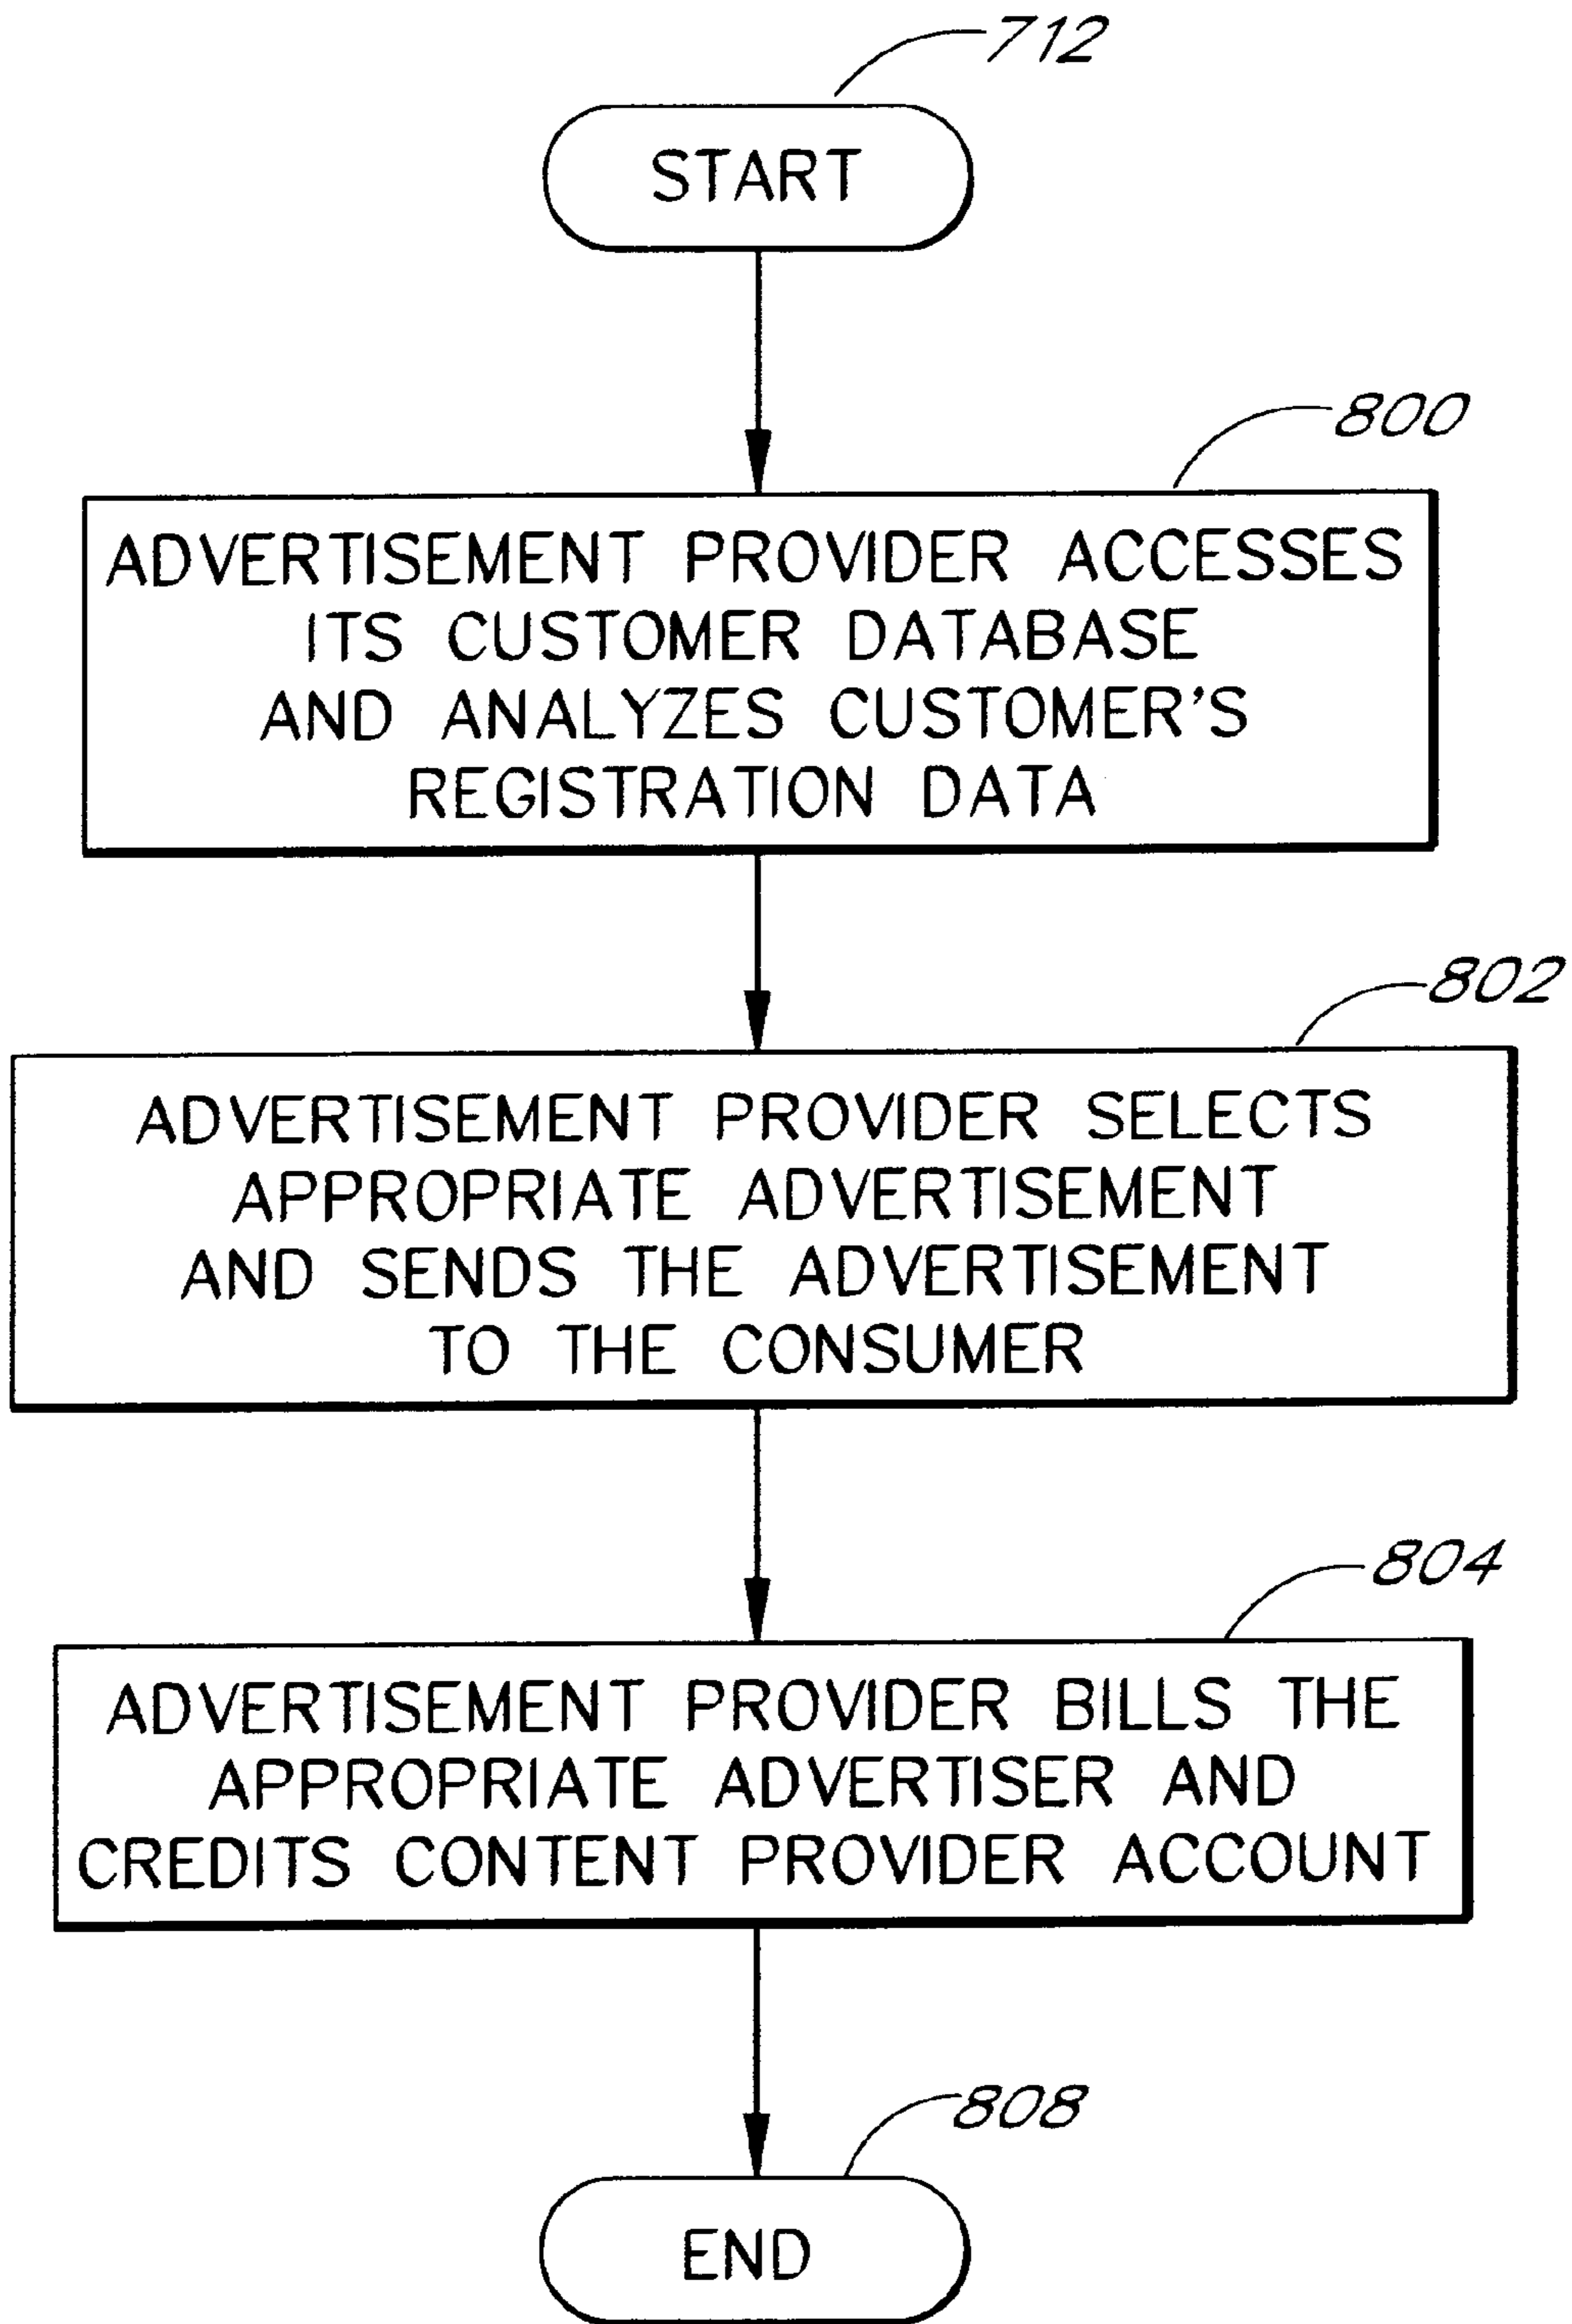 712
START
800
ADVERTISEMENT PROVIDER ACCESSES
ITS CUSTOMER DATABASE
AND ANALYZES CUSTOMER'S
REGISTRATION DATA
802
ADVERTISEMENT PROVIDER SELECTS
APPROPRIATE ADVERTISEMENT
AND SENDS THE ADVERTISEMENT
TO THE CONSUMER
804
ADVERTISEMENT PROVIDER BILLS THE
APPROPRIATE ADVERTISER AND
CREDITS CONTENT PROVIDER ACCOUNT
808
END